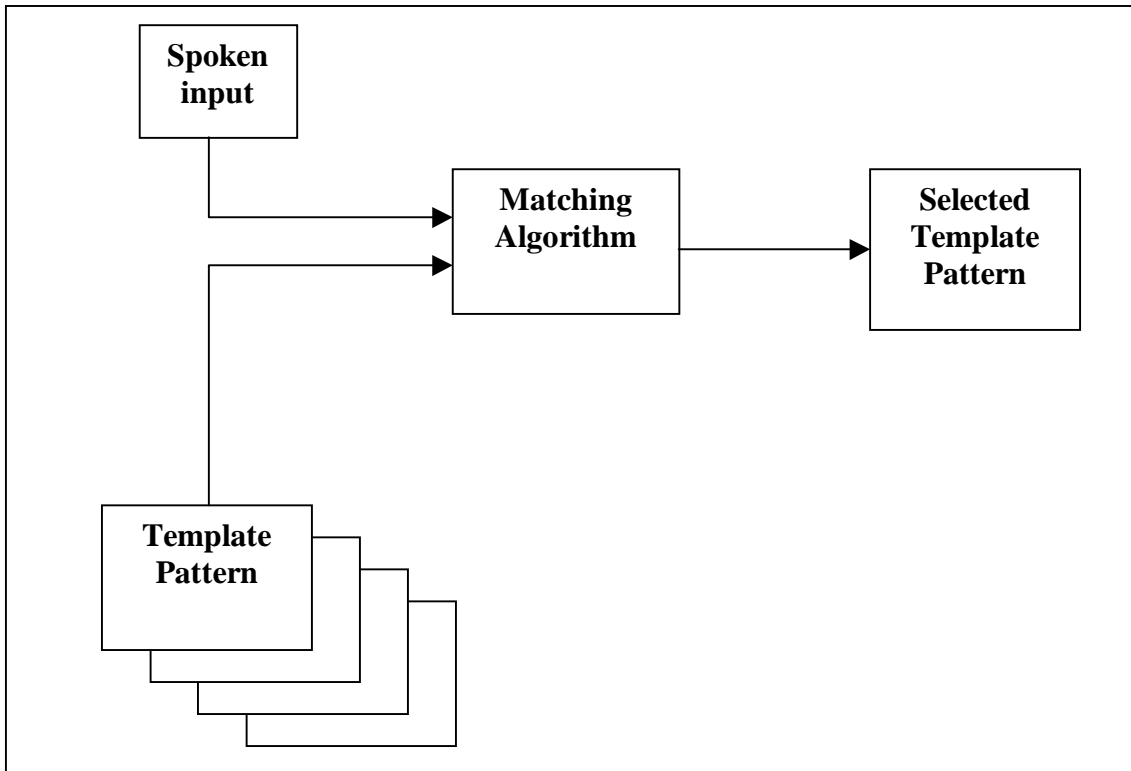 Spoken
input
Matching
Algorithm
Selected
Template
Pattern
Template
Pattern